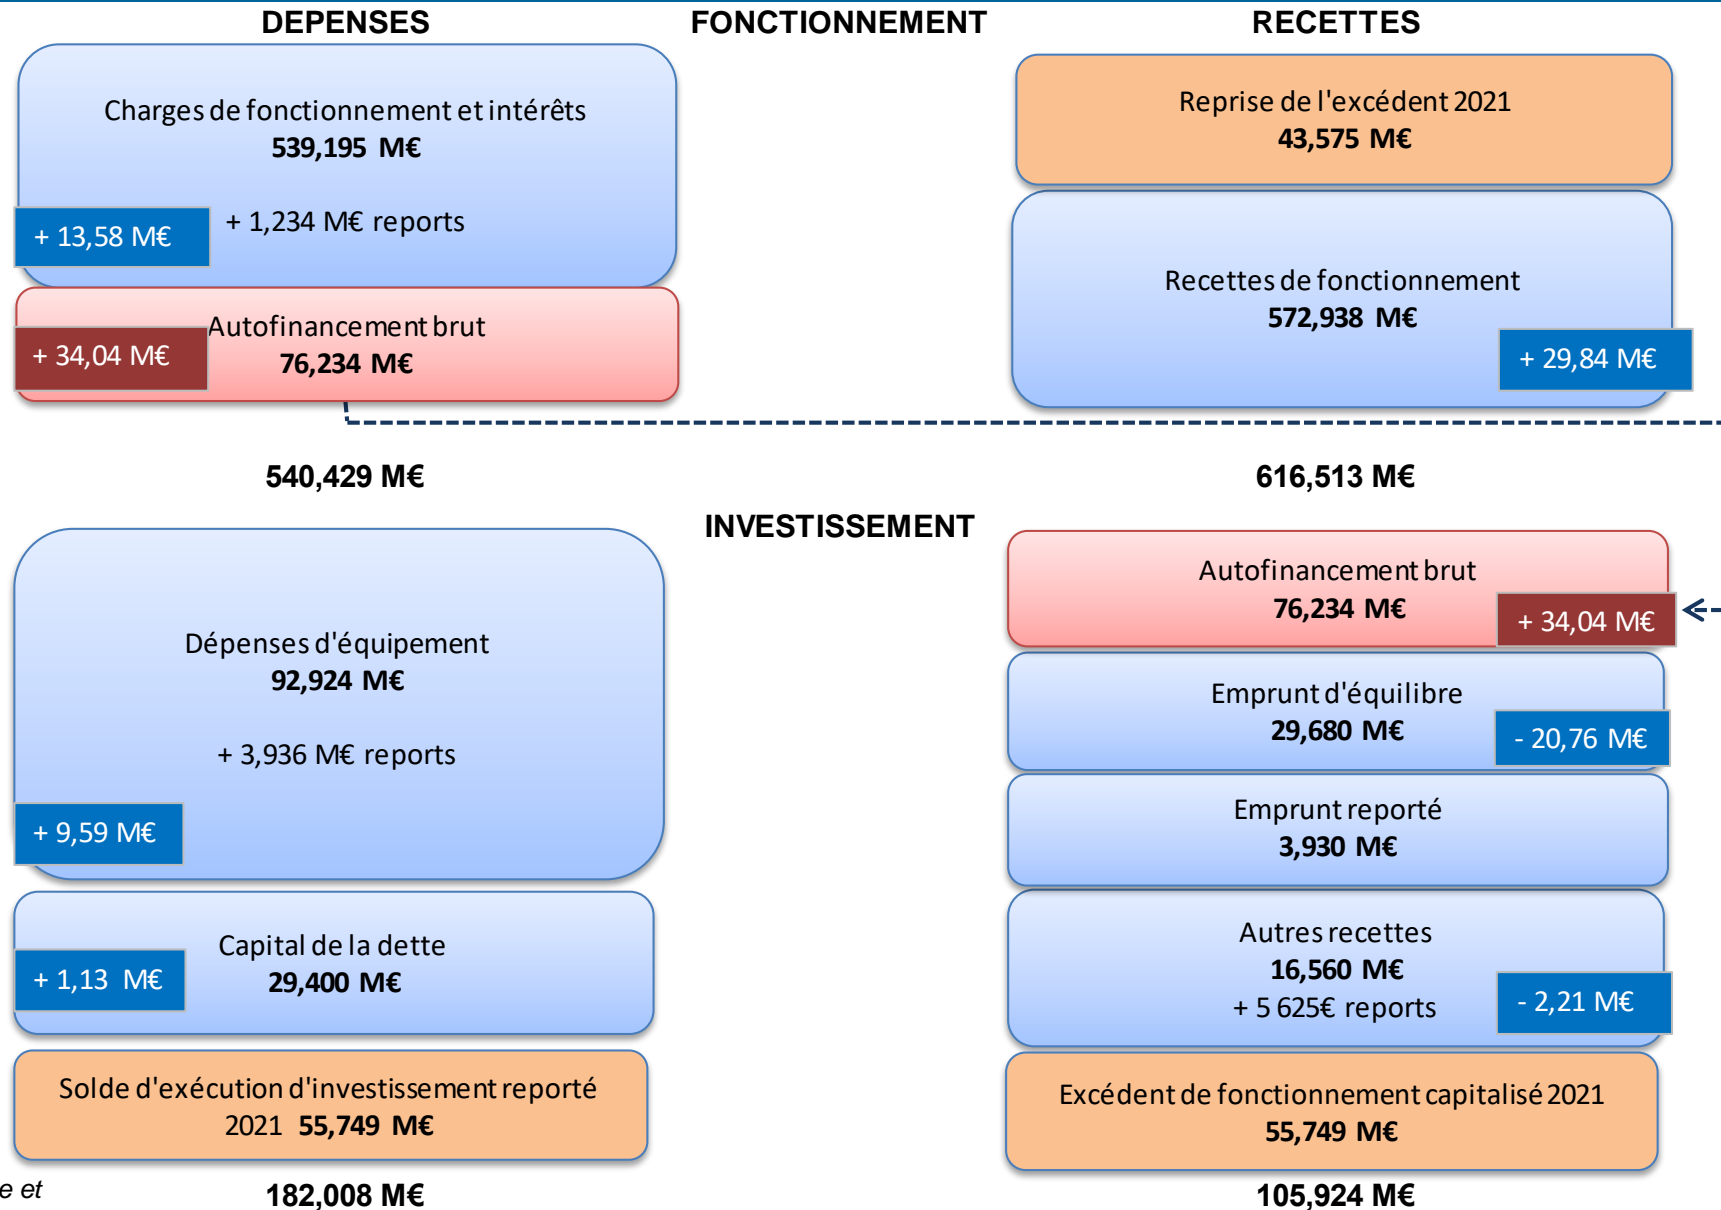 DEPENSES
FONCTIONNEMENT
RECETTES
Charges de fonctionnement et intérêts
539,195 M€
+ 1,234 M€ reports
+ 13,58 M€
Autofinancement brut
76,234 M€
+ 34,04 M€
Reprise de l'excédent 2021
43,575 M€
Recettes de fonctionnement
572,938 M€
+ 29,84 M€
540,429 M€
616,513 M€
INVESTISSEMENT
Dépenses d'équipement
92,924 M€
+ 3,936 M€ reports
+ 9,59 M€
Capital de la dette
29,400 M€
+ 1,13 M€
Solde d'exécution d'investissement reporté
2021 55,749 M€
Autofinancement brut
76,234 M€
+ 34,04 M€
Emprunt d'équilibre
29,680 M€
- 20,76 M€
Emprunt reporté
3,930 M€
Autres recettes
16,560 M€
+ 5 625€ reports
- 2,21 M€
Excédent de fonctionnement capitalisé 2021
55,749 M€
e et
182,008 M€
105,924 M€